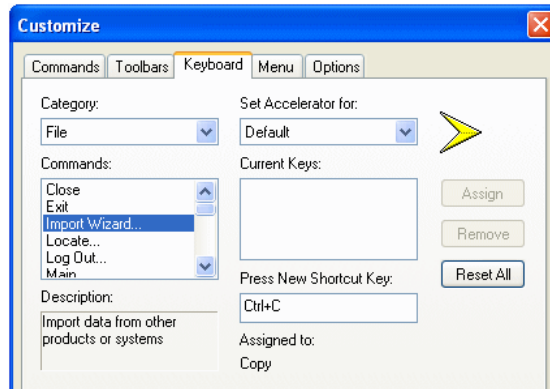 Customize
Commands Toolbars Keyboard Menu Options
Category:
File
Commands:
Close
Exit
Import Wizard...
Locate...
Log Out...
Main
Description:
Import data from other
products or systems
Set Accelerator for:
Default
Current Keys:
Press New Shortcut Key:
Ctrl+C
Assigned to:
Copy
Assign
Remove
Reset All